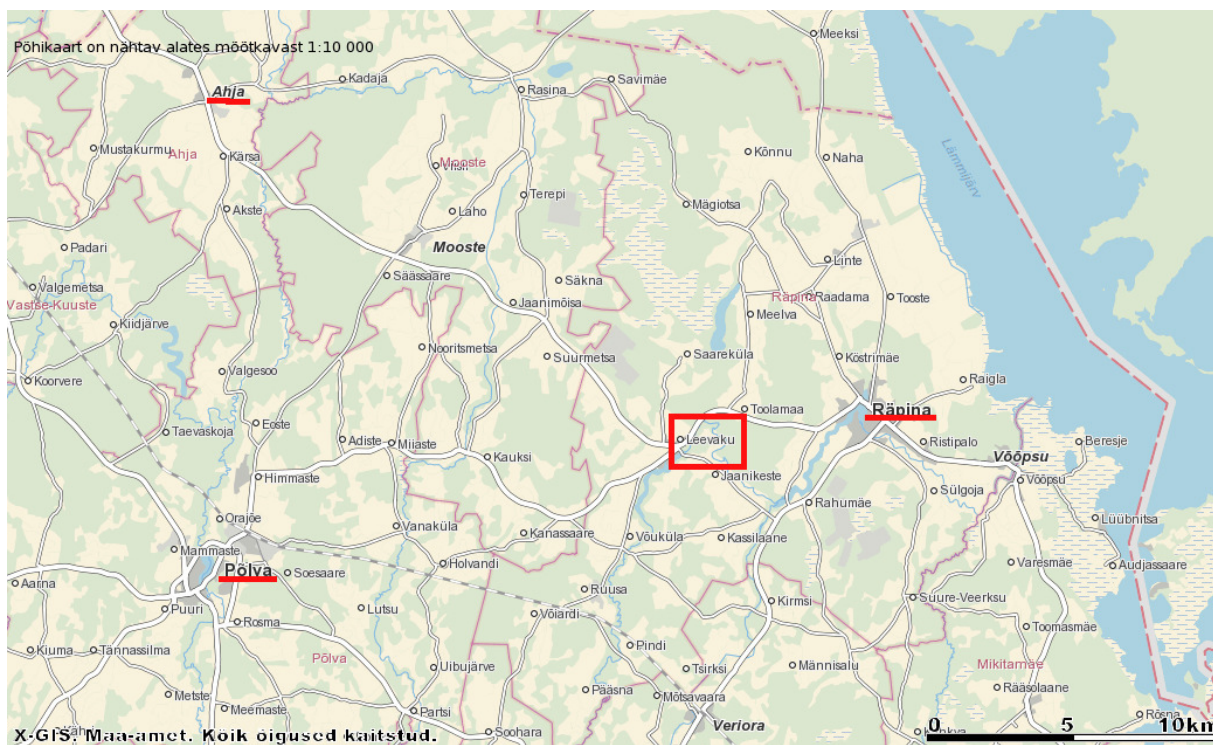 Meeksi
Põhikaart on nähtav alates mõõtkavast 1:10 000
Kadaja
Savimäe
Ahja
Rasina
Lämmijärv
Mustakurmu
Ahja
Kärsa
Mooste
Kõnnu
Naha
Terepi
Akste
Laho
Mägiotsa
Padari
Mooste
Linte
Säässaare
Säkna
Valgemetsa
Vastse-Kuuste
Jaanimõisa
Räpina
Raadama
Tooste
Meelva
Kiidjärve
Nooritsmetsa
Suurmetsa
Saareküla
Köstrimäe
Koorvere
Valgesoo
Raigla
Toolamaa
Räpina
Taevaskoja
Eoste
Adiste
Mijaste
Leevaku
Ristipalo
Beresje
Kauksi
Võõpsu
Himmaste
Jaanikeste
Võõpsu
Sülgoja
Rahumäe
Orajõe
Vanaküla
Kanassaare
Võuküla
Kassilaane
Lüübnitsa
Mammaste
Holvandi
Varesmäe
Audjassaare
Aarna
Põlva
Soesaare
Ruusa
Suure-Veerksu
Kirmsi
Puuri
Lutsu
Võiardi
Rosma
Toomasmäe
Kiuma
Tännassilma
Põlva
Uibujärve
Pindi
Tsirksi
Männisalu
Mikitamäe
Metste
Pääsna
Mõtsavaara
Rääsolaane
Meemaste
Partsi
Veriora
Rõsna
X-GIS. Maa-amet. Kõik õigused kaitstud.
Soohara
0 5 10km